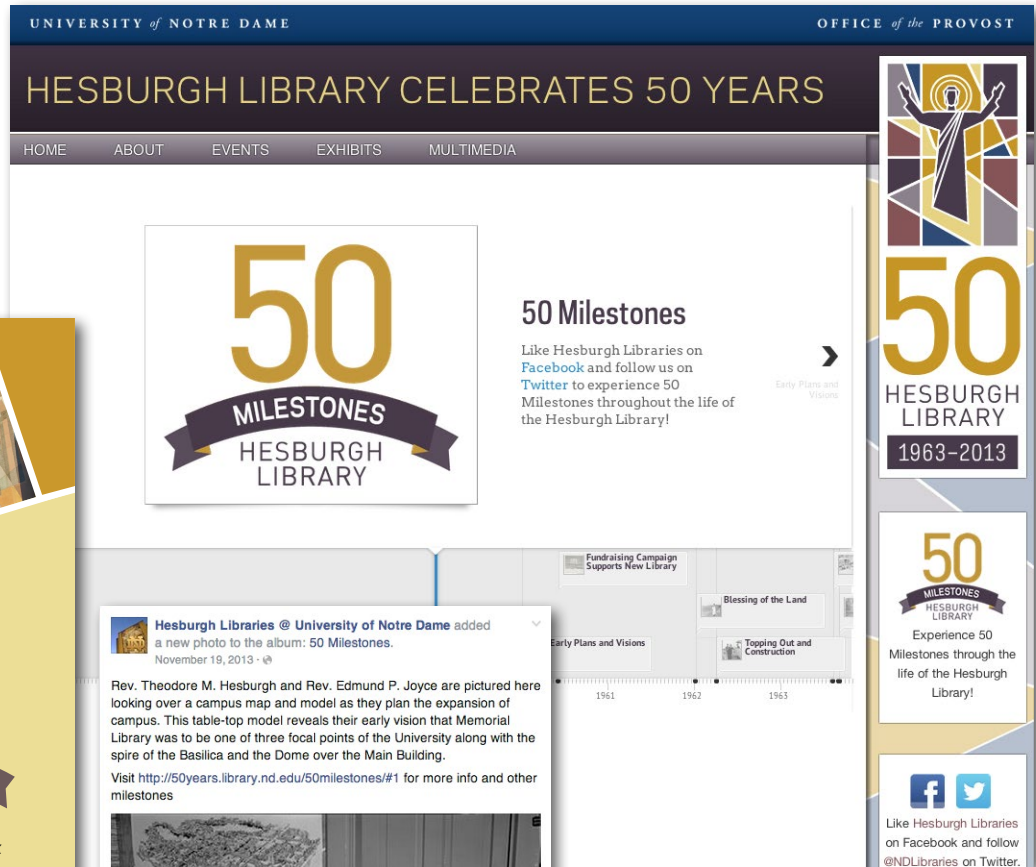 UNIVERSITY of NOTRE DAME
OFFICE of the PROVOST
HESBURGH LIBRARY CELEBRATES 50 YEARS
HOME
ABOUT
EVENTS
EXHIBITS
MULTIMEDIA
50
MILESTONES
HESBURGH
LIBRARY
50 Milestones
Like Hesburgh Libraries on
Facebook and follow us on
Twitter to experience 50
Milestones throughout the life of
the Hesburgh Library!
Early Plans and
Visions
Fundraising Campaign
Supports New Library
Blessing of the Land
Early Plans and Visions
Topping Out and
Construction
1961
1962
1963
Hesburgh Libraries @ University of Notre Dame added
a new photo to the album: 50 Milestones.
November 19, 2013 ·
Rev. Theodore M. Hesburgh and Rev. Edmund P. Joyce are pictured here
looking over a campus map and model as they plan the expansion of
campus. This table-top model reveals their early vision that Memorial
Library was to be one of three focal points of the University along with the
spire of the Basilica and the Dome over the Main Building.
Visit http://50years.library.nd.edu/50milestones/#1 for more info and other
milestones
50
HESBURGH
LIBRARY
1963–2013
50
MILESTONES
HESBURGH
LIBRARY
Experience 50
Milestones through the
life of the Hesburgh
Library!
Like Hesburgh Libraries
on Facebook and follow
@NDLibraries on Twitter.